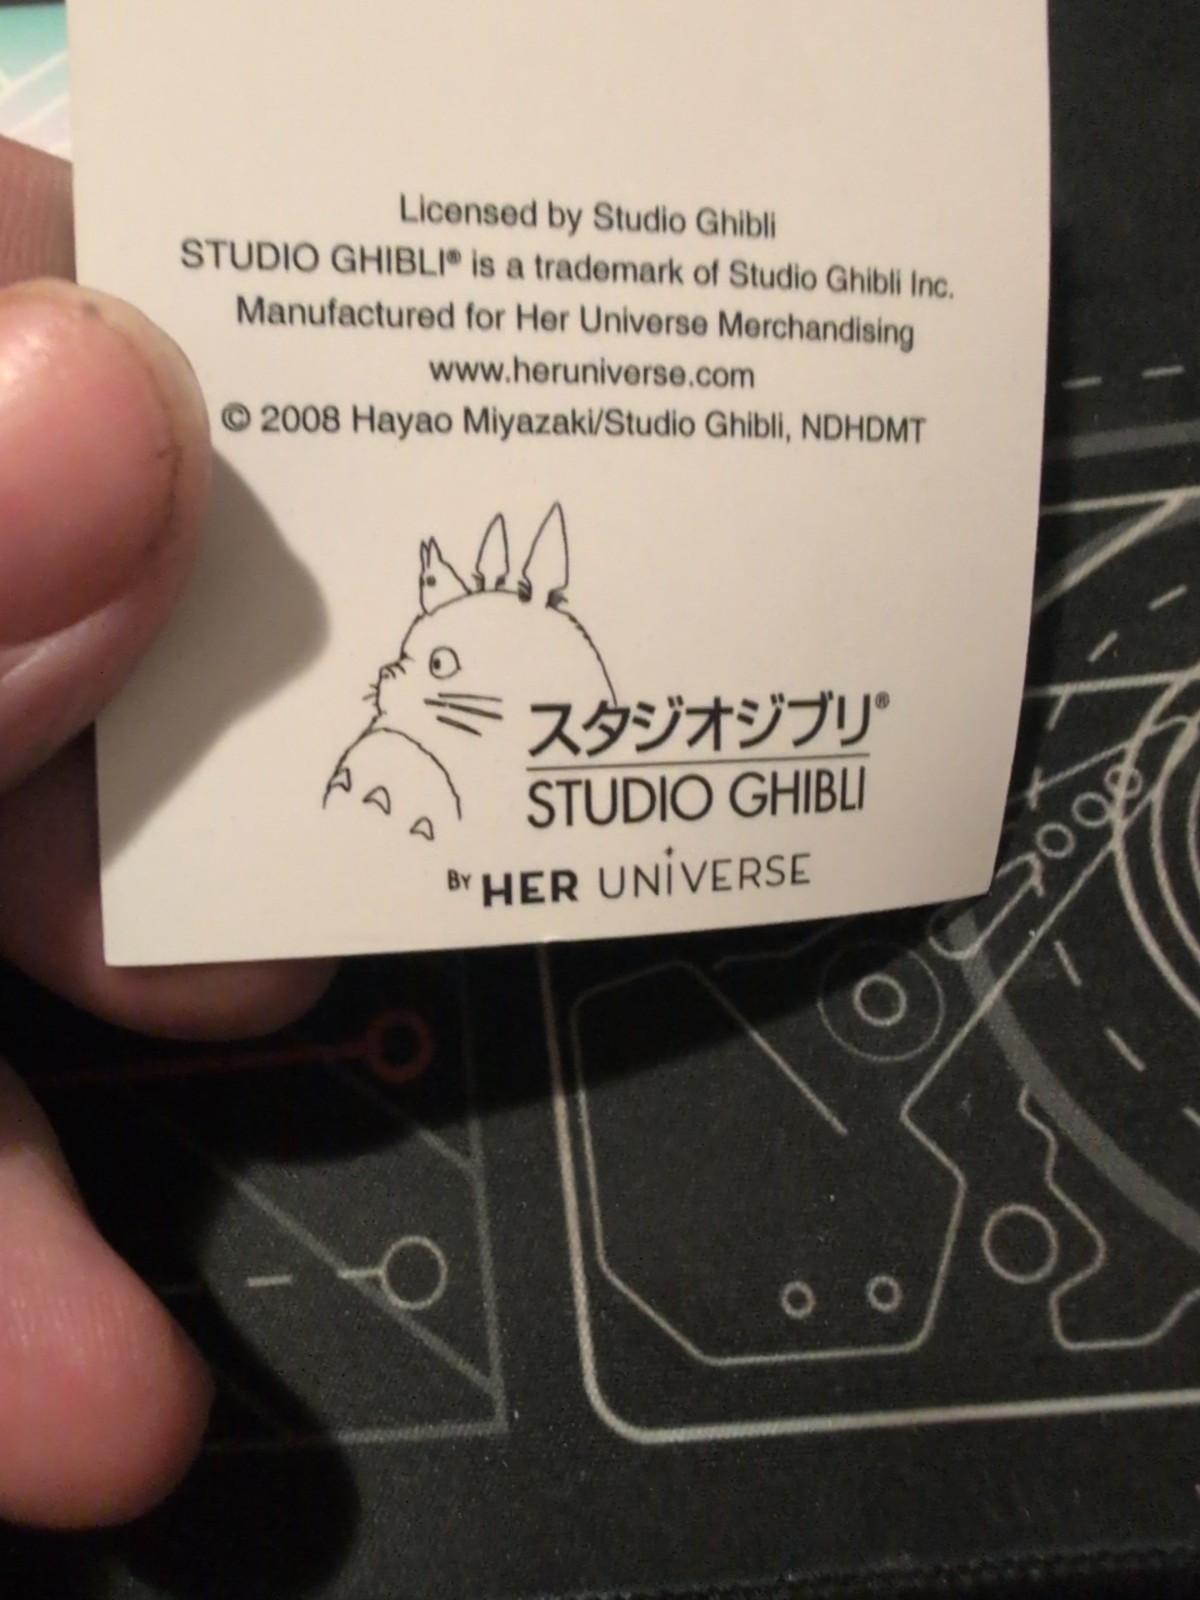 Licensed by Studio Ghibli
STUDIO GHIBLI® is a trademark of Studio Ghibli Inc.
Manufactured for Her Universe Merchandising
www.heruniverse.com
© 2008 Hayao Miyazaki/Studio Ghibli, NDHDMT
スタジオジブリ®
STUDIO GHIBLI
BY HER UNIVERSE